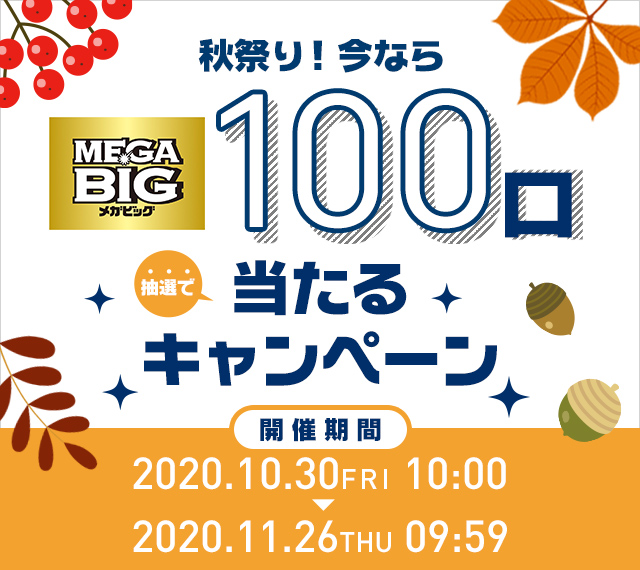 秋祭り！今なら
MEGA
BIG
メガビッグ
100口
抽選で
当たる
キャンペーン
開催期間
2020.10.30FRI 10:00
2020.11.26THU 09:59